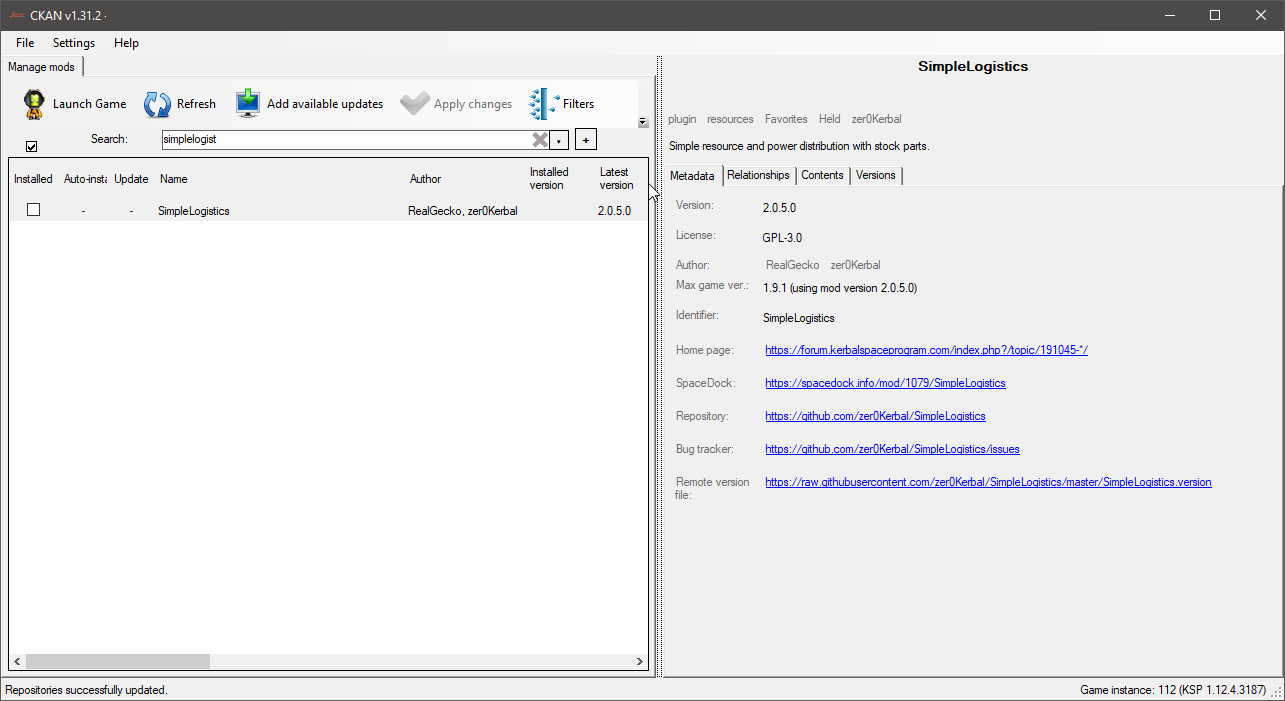 CKAN v1.31.2 ·
File Settings Help
Manage mods
Launch Game Refresh Add available updates Apply changes Filters
Search: simplelogist +
Installed Auto-insta Update Name Author Installed version Latest version
- - SimpleLogistics RealGecko, zer0Kerbal 2.0.5.0
SimpleLogistics
plugin resources Favorites Held zer0Kerbal
Simple resource and power distribution with stock parts.
Metadata Relationships Contents Versions
Version: 2.0.5.0
License: GPL-3.0
Author: RealGecko zer0Kerbal
Max game ver.: 1.9.1 (using mod version 2.0.5.0)
Identifier: SimpleLogistics
Home page: https://forum.kerbalspaceprogram.com/index.php?/topic/191045-*/
SpaceDock: https://spacedock.info/mod/1079/SimpleLogistics
Repository: https://github.com/zer0Kerbal/SimpleLogistics
Bug tracker: https://github.com/zer0Kerbal/SimpleLogistics/issues
Remote version file: https://raw.githubusercontent.com/zer0Kerbal/SimpleLogistics/master/SimpleLogistics.version
Repositories successfully updated.
Game instance: 112 (KSP 1.12.4.3187)